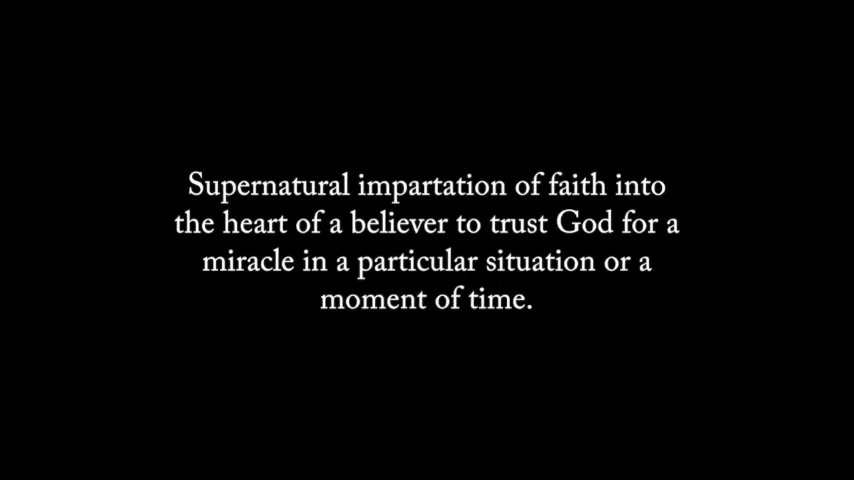 Supernatural impartation of faith into
the heart of a believer to trust God for a
miracle in a particular situation or a
moment of time.